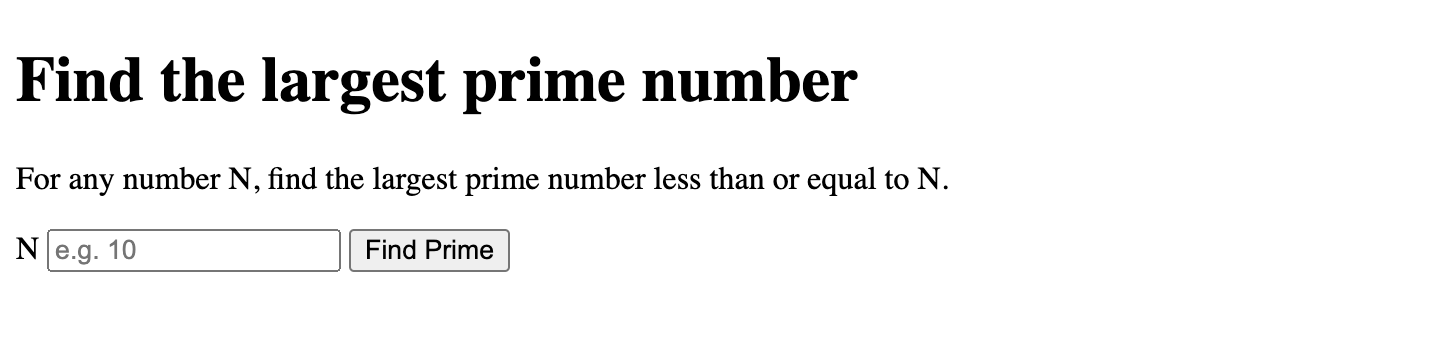 Find the largest prime number
For any number N, find the largest prime number less than or equal to N.
N e.g. 10 Find Prime